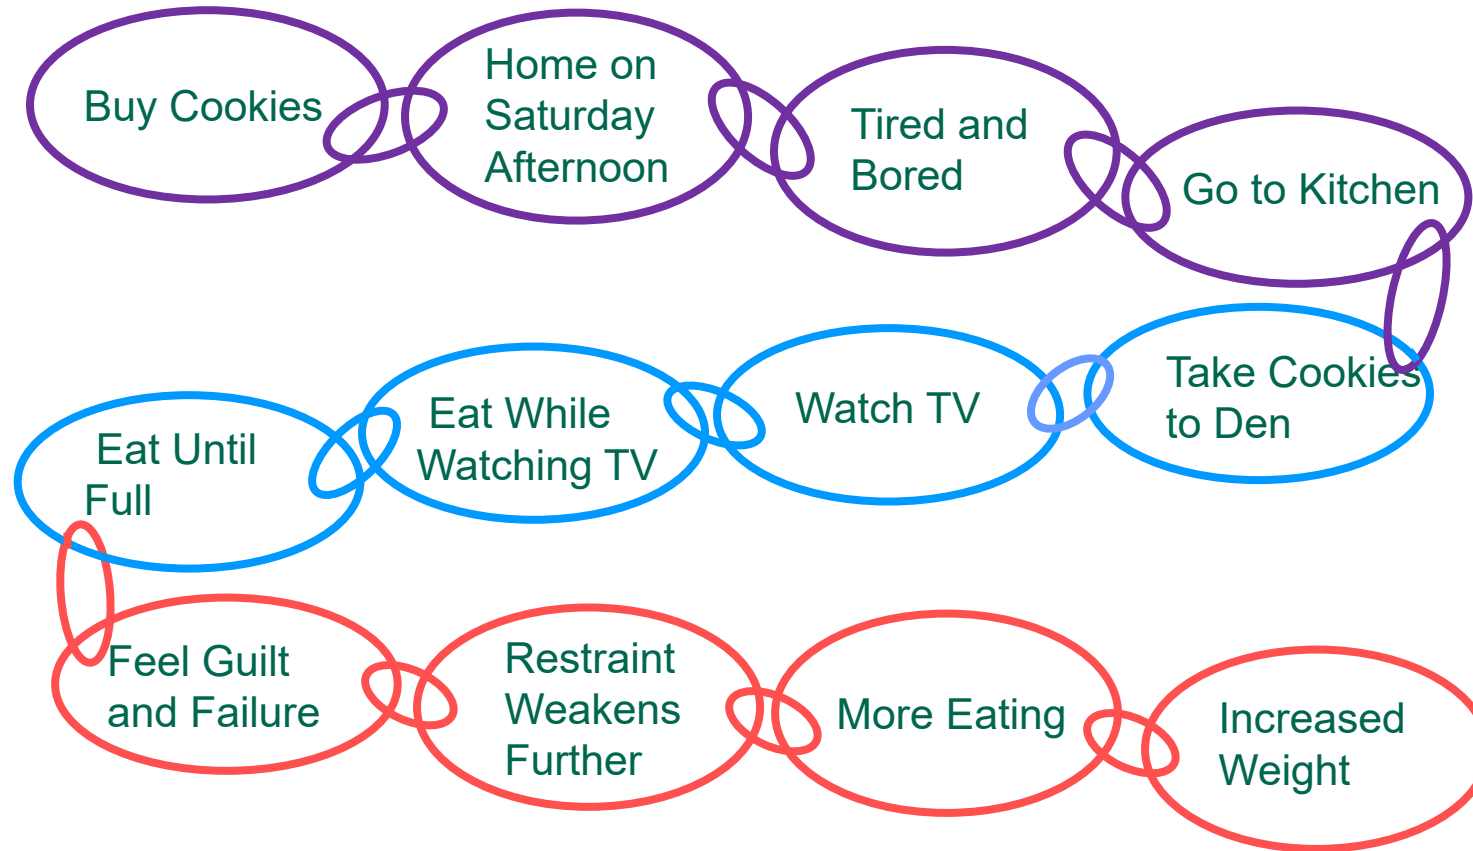 Buy Cookies
Home on
Saturday
Afternoon
Tired and
Bored
Go to Kitchen
Take Cookies
to Den
Watch TV
Eat While
Watching TV
Eat Until
Full
Feel Guilt
and Failure
Restraint
Weakens
Further
More Eating
Increased
Weight